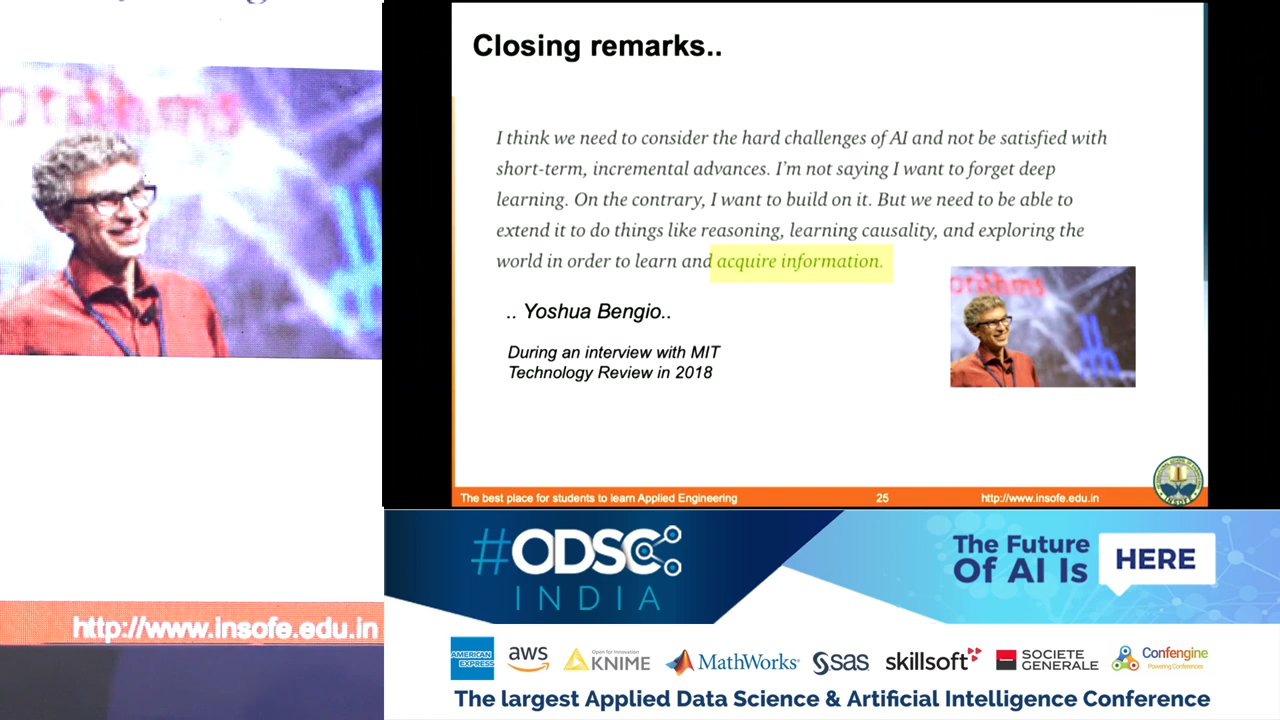 Closing remarks..
I think we need to consider the hard challenges of AI and not be satisfied with
short-term, incremental advances. I'm not saying I want to forget deep
learning. On the contrary, I want to build on it. But we need to be able to
extend it to do things like reasoning, learning causality, and exploring the
world in order to learn and acquire information.
.. Yoshua Bengio..
During an interview with MIT
Technology Review in 2018
The best place for students to learn Applied Engineering
25
http://www.insofe.edu.in
INSOFE
http://www.insofe.edu.in
#ODSC
INDIA
The Future
Of AI Is
HERE
AMERICAN
EXPRESS
aws
Open for Innovation
KNIME
MathWorks®
sas
skillsoft
SOCIETE
GENERALE
Confengine
Powering Conferences
The largest Applied Data Science & Artificial Intelligence Conference